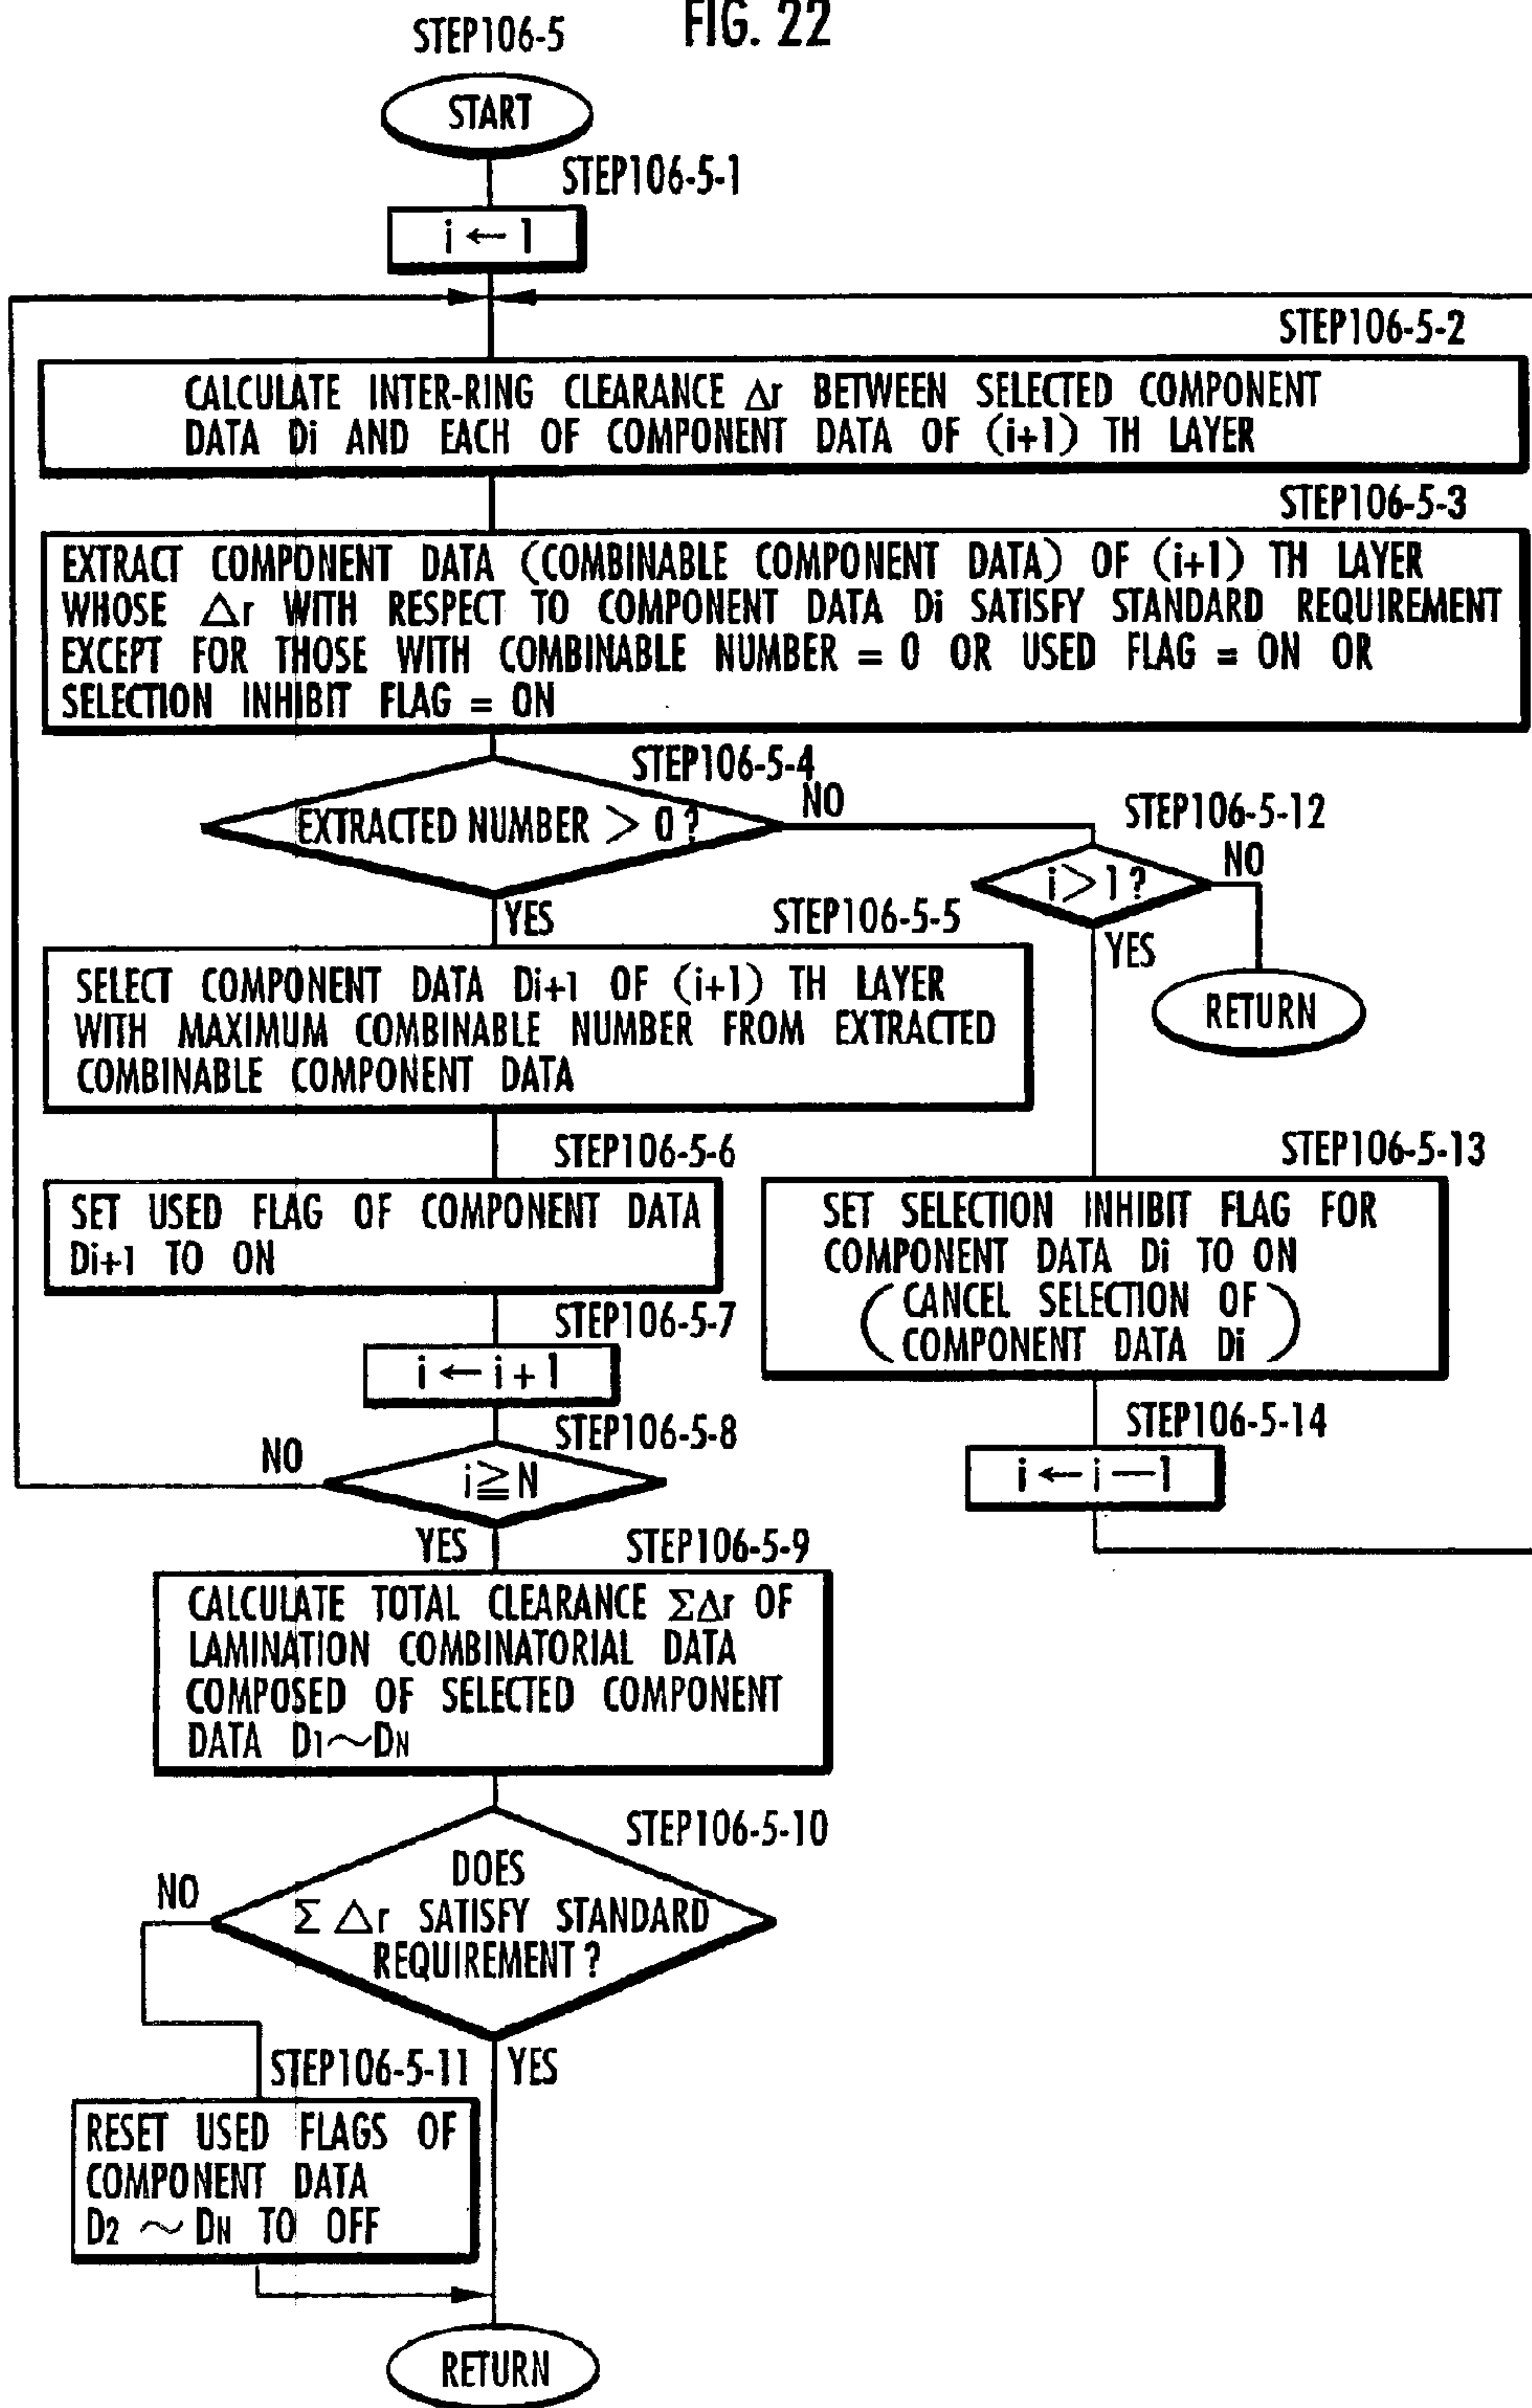 FIG. 22
STEP106-5
START
STEP106-5-1
i ← 1
STEP106-5-2
CALCULATE INTER-RING CLEARANCE Δr BETWEEN SELECTED COMPONENT
DATA Di AND EACH OF COMPONENT DATA OF (i+1) TH LAYER
STEP106-5-3
EXTRACT COMPONENT DATA (COMBINABLE COMPONENT DATA) OF (i+1) TH LAYER
WHOSE Δr WITH RESPECT TO COMPONENT DATA Di SATISFY STANDARD REQUIREMENT
EXCEPT FOR THOSE WITH COMBINABLE NUMBER = 0 OR USED FLAG = ON OR
SELECTION INHIBIT FLAG = ON
STEP106-5-4
EXTRACTED NUMBER > 0?
NO
YES
STEP106-5-12
i > 1?
NO
YES
RETURN
STEP106-5-5
SELECT COMPONENT DATA Di+1 OF (i+1) TH LAYER
WITH MAXIMUM COMBINABLE NUMBER FROM EXTRACTED
COMBINABLE COMPONENT DATA
STEP106-5-6
SET USED FLAG OF COMPONENT DATA
Di+1 TO ON
STEP106-5-13
SET SELECTION INHIBIT FLAG FOR
COMPONENT DATA Di TO ON
(CANCEL SELECTION OF
COMPONENT DATA Di)
STEP106-5-7
i ← i+1
STEP106-5-14
i ← i—1
STEP106-5-8
i ≧ N
NO
YES
STEP106-5-9
CALCULATE TOTAL CLEARANCE ΣΔr OF
LAMINATION COMBINATORIAL DATA
COMPOSED OF SELECTED COMPONENT
DATA D1~DN
STEP106-5-10
DOES
Σ Δr SATISFY STANDARD
REQUIREMENT?
NO
YES
STEP106-5-11
RESET USED FLAGS OF
COMPONENT DATA
D2 ~ DN TO OFF
RETURN